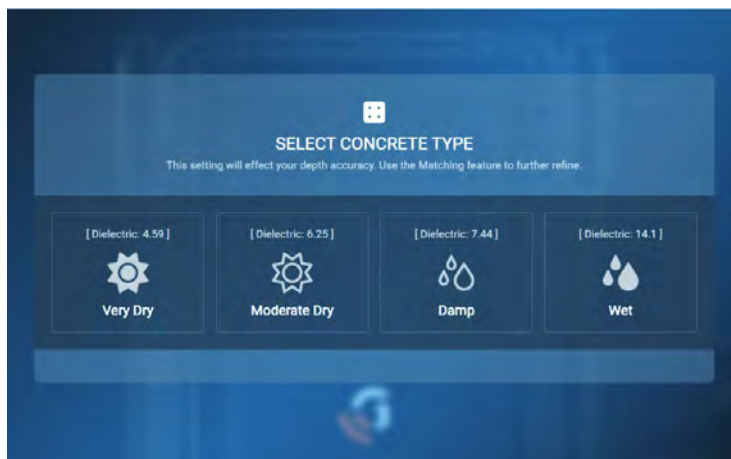 SELECT CONCRETE TYPE
This setting will effect your depth accuracy. Use the Matching feature to further refine.
[ Dielectric: 4.59 ]
Very Dry
[ Dielectric: 6.25 ]
Moderate Dry
[ Dielectric: 7.44 ]
Damp
[ Dielectric: 14.1 ]
Wet